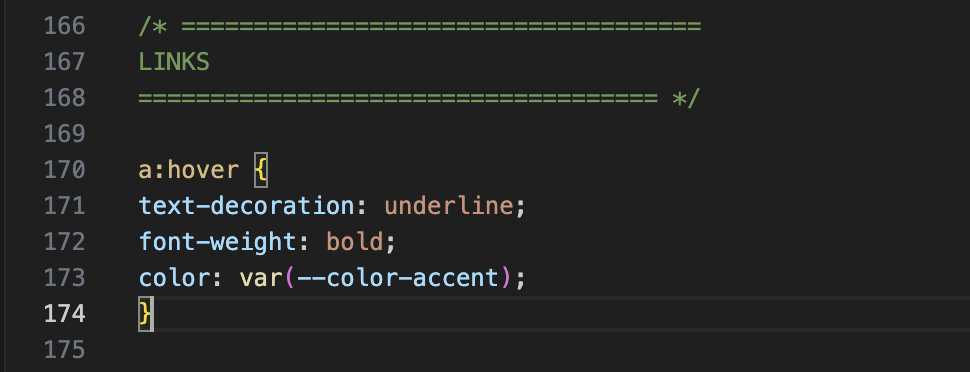 166 /* ====================================
167 LINKS
168 ==================================== */
169
170 a:hover {
171 text-decoration: underline;
172 font-weight: bold;
173 color: var(--color-accent);
174 }
175